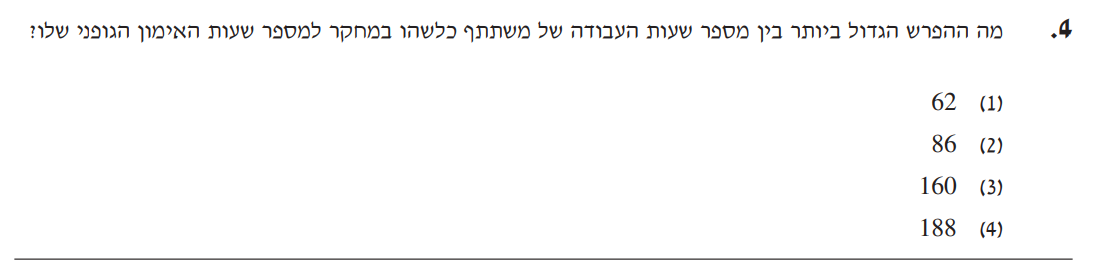 4. מה ההפרש הגדול ביותר בין מספר שעות העבודה של משתתף כלשהו במחקר למספר שעות האימון הגופני שלו?
(1) 62
(2) 86
(3) 160
(4) 188